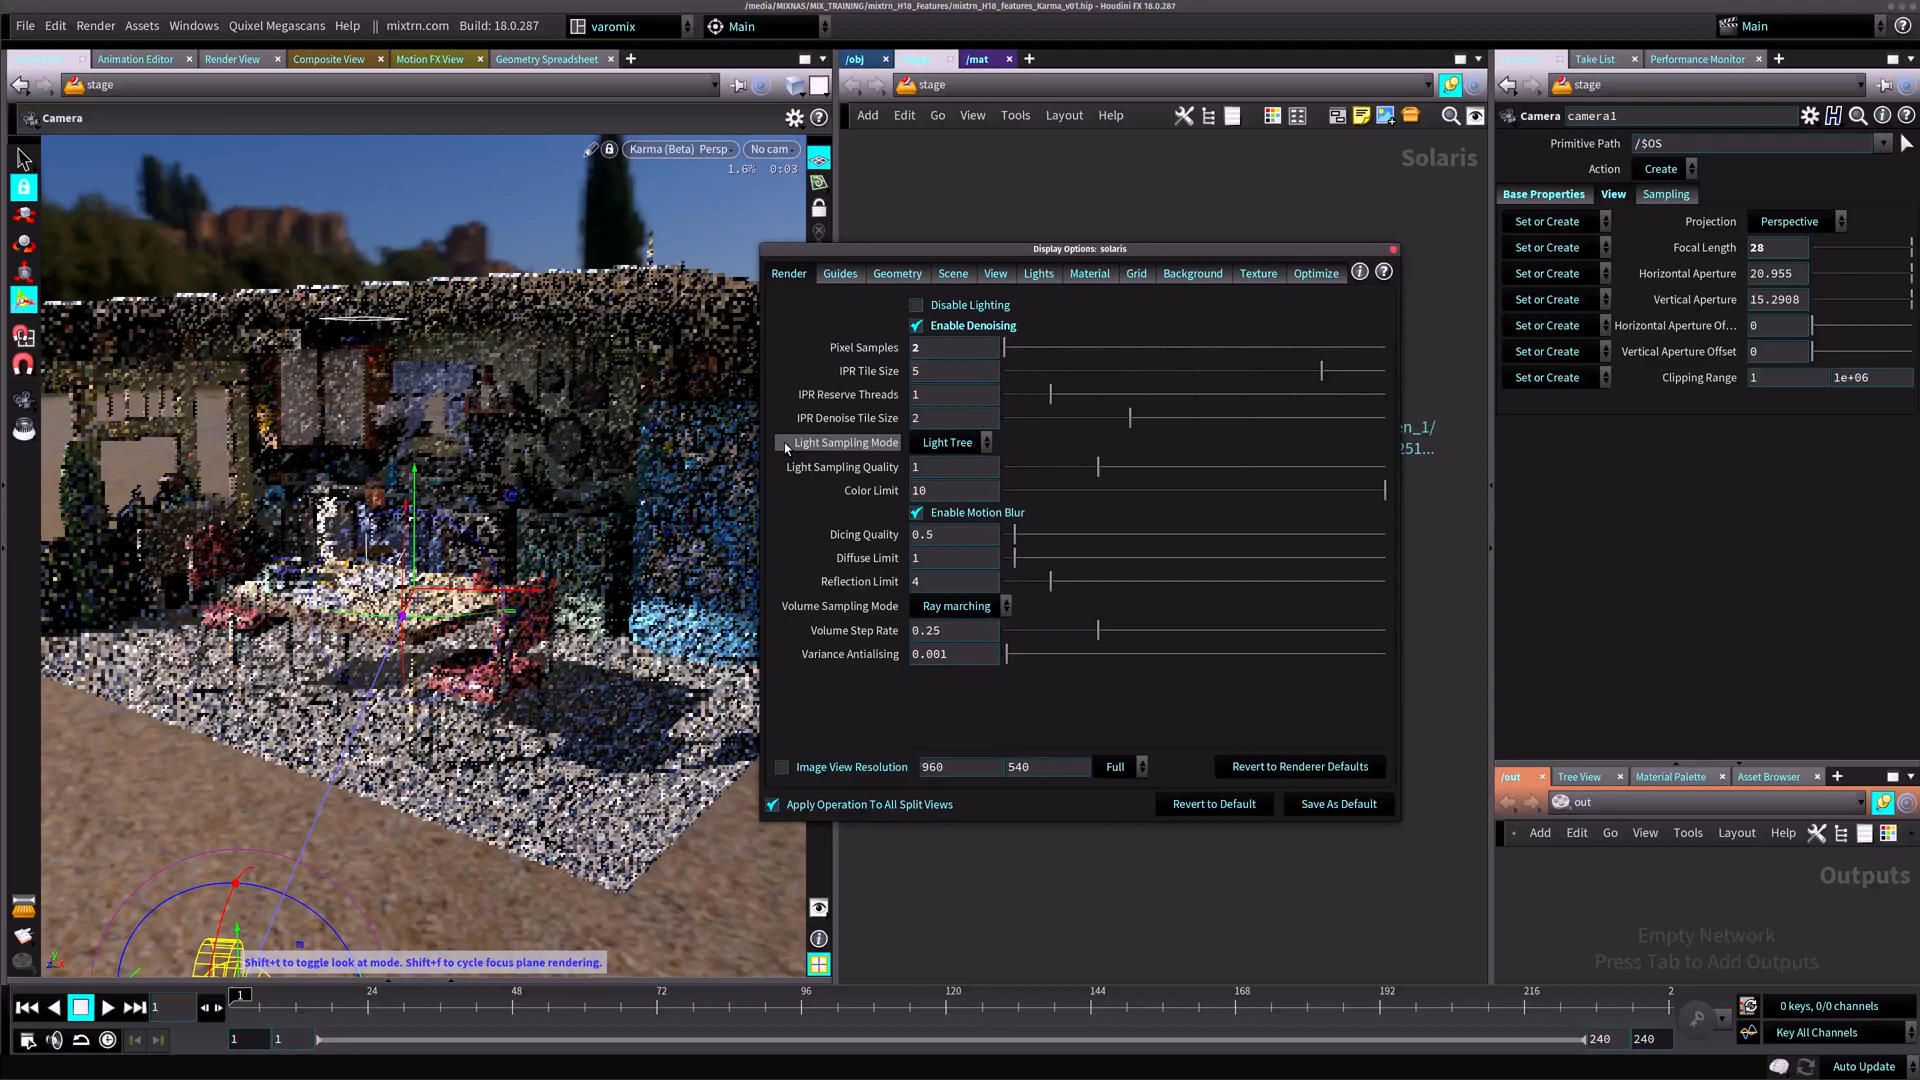 /media/MIXNAS/MIX_TRAINING/mixtrn_H18_Features/mixtrn_H18_features_Karma_v01.hip - Houdini FX 18.0.287
File Edit Render Assets Windows Quixel Megascans Help || mixtrn.com Build: 18.0.287 varomix Main Main
Animation Editor Render View Composite View Motion FX View Geometry Spreadsheet
/obj /mat
Take List Performance Monitor
stage
stage
stage
Camera
Add Edit Go View Tools Layout Help
Camera camera1
Karma (Beta) Persp No cam
1.6% 0:03
Solaris
Primitive Path /$OS
Action Create
Base Properties View Sampling
Set or Create Projection Perspective
Set or Create Focal Length 28
Set or Create Horizontal Aperture 20.955
Set or Create Vertical Aperture 15.2908
Set or Create Horizontal Aperture Of... 0
Set or Create Vertical Aperture Offset 0
Set or Create Clipping Range 1 1e+06
Display Options: solaris
Render Guides Geometry Scene View Lights Material Grid Background Texture Optimize
Disable Lighting
Enable Denoising
Pixel Samples 2
IPR Tile Size 5
IPR Reserve Threads 1
IPR Denoise Tile Size 2
Light Sampling Mode Light Tree
Light Sampling Quality 1
Color Limit 10
Enable Motion Blur
Dicing Quality 0.5
Diffuse Limit 1
Reflection Limit 4
Volume Sampling Mode Ray marching
Volume Step Rate 0.25
Variance Antialising 0.001
Image View Resolution 960 540 Full Revert to Renderer Defaults
Apply Operation To All Split Views Revert to Default Save As Default
en_1/
251...
/out Tree View Material Palette Asset Browser
out
Add Edit Go View Tools Layout Help
Outputs
Empty Network
Press Tab to Add Outputs
Shift+t to toggle look at mode. Shift+f to cycle focus plane rendering.
1 1 24 48 72 96 120 144 168 192 216 2
0 keys, 0/0 channels
1 1 240 240 Key All Channels
Auto Update